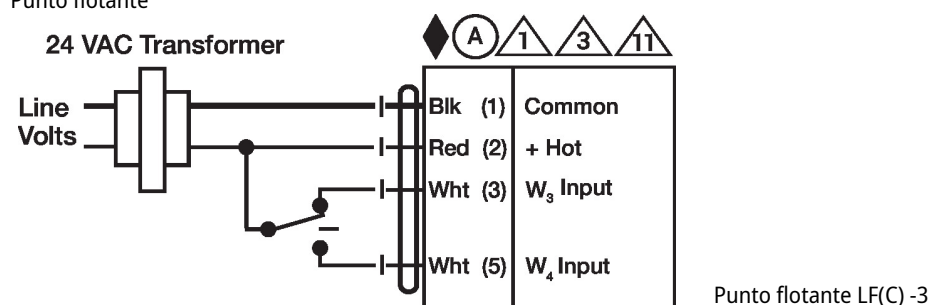 Punto flotante
24 VAC Transformer
A 1 3 11
Line Volts
Blk (1) Common
Red (2) + Hot
Wht (3) W₃ Input
Wht (5) W₄ Input
Punto flotante LF(C) -3